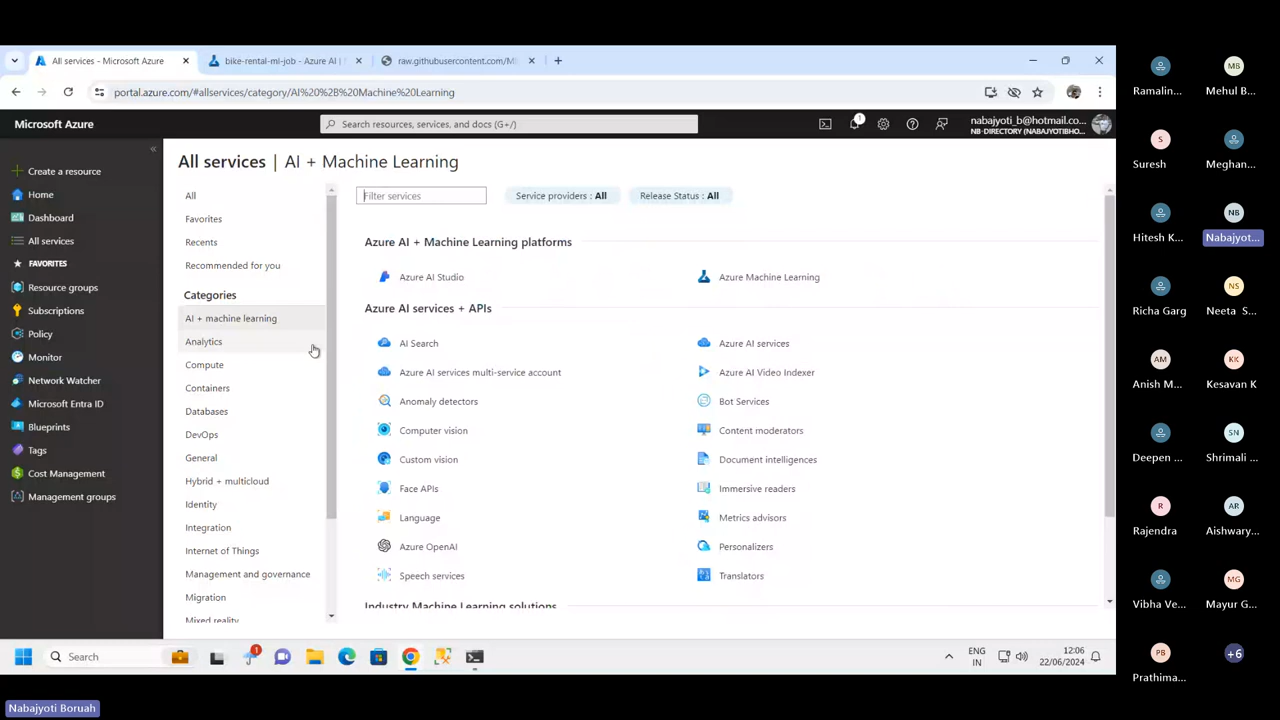 All services - Microsoft Azure
bike-rental-ml-job - Azure AI |
raw.githubusercontent.com/Mi
portal.azure.com/#allservices/category/AI%20%2B%20Machine%20Learning
Microsoft Azure
Search resources, services, and docs (G+/)
1
nabajyoti_b@hotmail.co...
NB-DIRECTORY (NABAJYOTIBHO...
Create a resource
Home
Dashboard
All services
FAVORITES
Resource groups
Subscriptions
Policy
Monitor
Network Watcher
Microsoft Entra ID
Blueprints
Tags
Cost Management
Management groups
All services | AI + Machine Learning
All
Favorites
Recents
Recommended for you
Categories
AI + machine learning
Analytics
Compute
Containers
Databases
DevOps
General
Hybrid + multicloud
Identity
Integration
Internet of Things
Management and governance
Migration
Mixed reality
Filter services
Service providers : All
Release Status : All
Azure AI + Machine Learning platforms
Azure AI Studio
Azure Machine Learning
Azure AI services + APIs
AI Search
Azure AI services
Azure AI services multi-service account
Azure AI Video Indexer
Anomaly detectors
Bot Services
Computer vision
Content moderators
Custom vision
Document intelligences
Face APIs
Immersive readers
Language
Metrics advisors
Azure OpenAI
Personalizers
Speech services
Translators
Industry Machine Learning solutions
Search
1
ENG
IN
12:06
22/06/2024
Nabajyoti Boruah
Ramalin...
MB
Mehul B...
S
Suresh
Meghan...
Hitesh K...
NB
Nabajyot...
Richa Garg
NS
Neeta S...
AM
Anish M...
KK
Kesavan K
Deepen ...
SN
Shrimali ...
R
Rajendra
AR
Aishwary...
Vibha Ve...
MG
Mayur G...
PB
Prathima...
+6